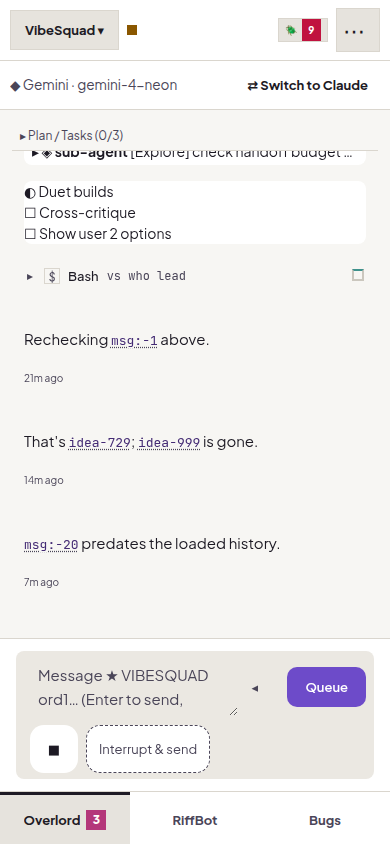 VibeSquad ▾
🪲 9
...
◆ Gemini · gemini-4-neon
⇄ Switch to Claude
▸ Plan / Tasks (0/3)
▸ ◈ sub-agent [Explore] check handoff budget …
◐ Duet builds
☐ Cross-critique
☐ Show user 2 options
▸ $ Bash vs who lead
Rechecking msg:-1 above.
21m ago
That's idea-729; idea-999 is gone.
14m ago
msg:-20 predates the loaded history.
7m ago
Message ★ VIBESQUAD
ord1… (Enter to send,
◂
Queue
■
Interrupt & send
Overlord 3
RiffBot
Bugs